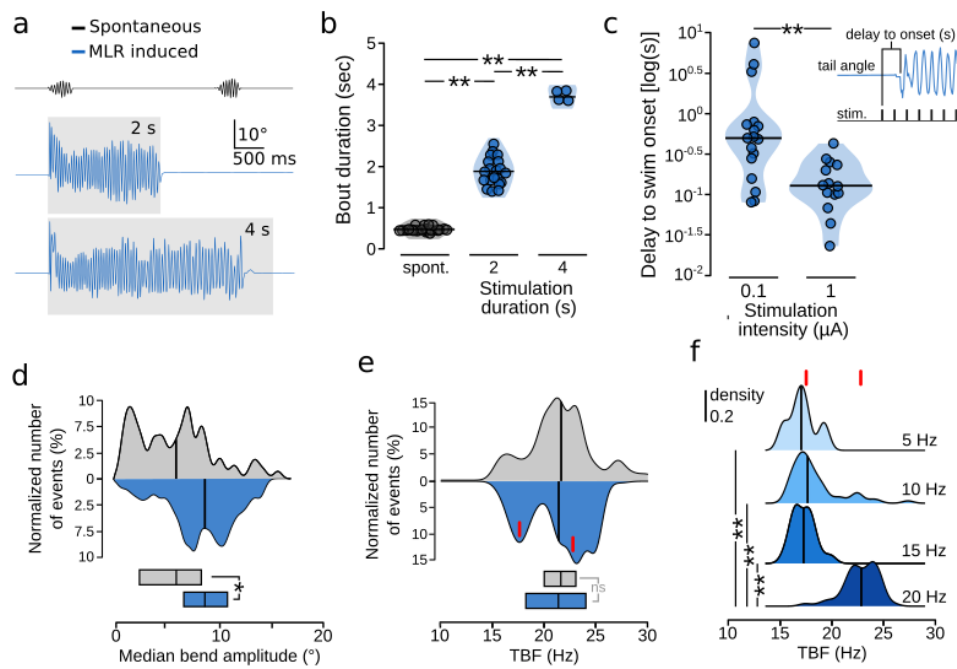 a
Spontaneous
MLR induced
2 s
10°
500 ms
4 s
b
Bout duration (sec)
5
4
3
2
1
0
**
**
**
spont.
2
4
Stimulation
duration (s)
c
Delay to swim onset [log(s)]
10^1
10^0.5
10^0
10^-0.5
10^-1
10^-1.5
10^-2
**
delay to onset (s)
tail angle
stim.
0.1
1
Stimulation
intensity (µA)
d
Normalized number
of events (%)
10
7.5
5
2.5
0
2.5
5
7.5
10
*
0
10
20
Median bend amplitude (°)
e
Normalized number
of events (%)
15
10
5
0
5
10
15
ns
10
15
20
25
30
TBF (Hz)
f
density
0.2
5 Hz
10 Hz
15 Hz
20 Hz
**
**
**
10
15
20
25
30
TBF (Hz)